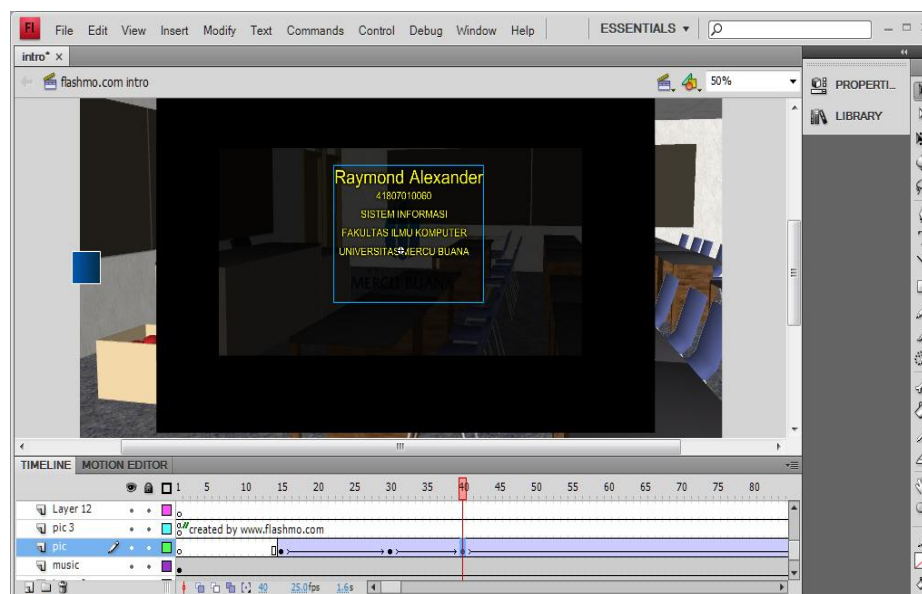 Fl File Edit View Insert Modify Text Commands Control Debug Window Help ESSENTIALS
intro* x
flashmo.com intro 50%
PROPERTI...
LIBRARY
Raymond Alexander
41807010060
SISTEM INFORMASI
FAKULTAS ILMU KOMPUTER
UNIVERSITAS MERCU BUANA
MERCU BUANA
TIMELINE MOTION EDITOR
1 5 10 15 20 25 30 35 40 45 50 55 60 65 70 75 80
Layer 12
pic 3 created by www.flashmo.com
pic
music
40 25.0fps 1.6s